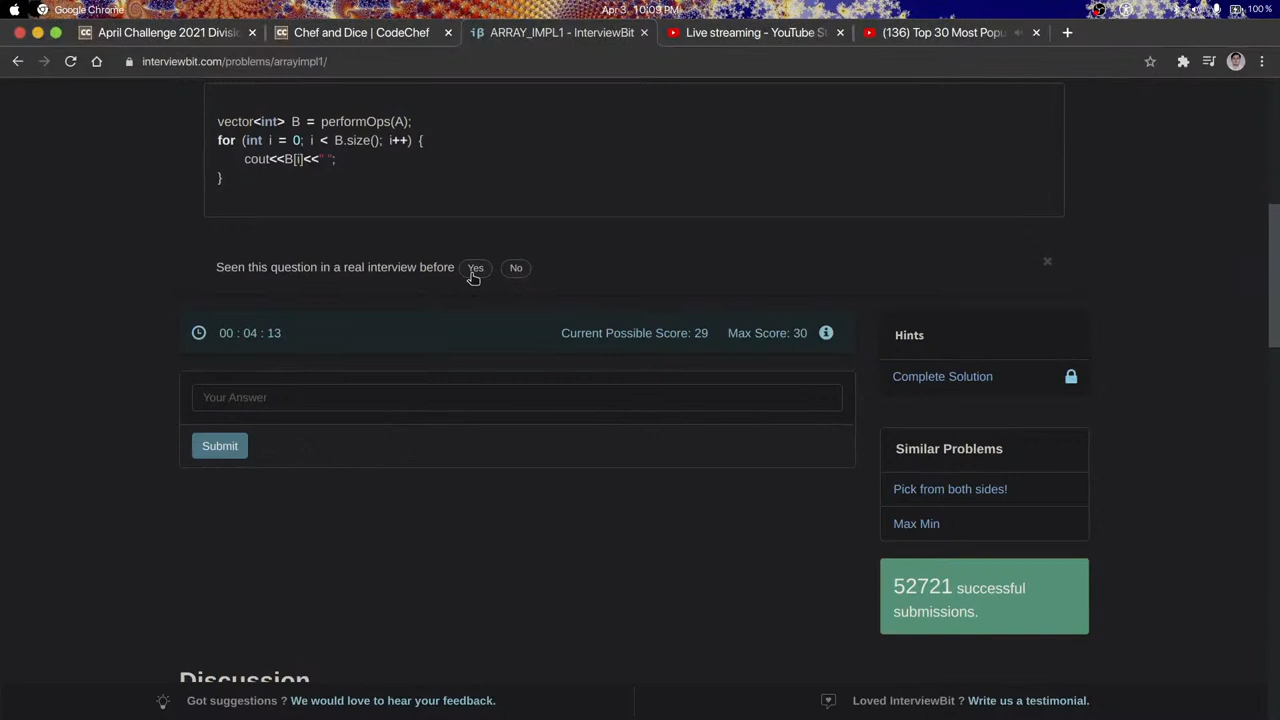 Google Chrome
Apr 3, 10:09 PM
100 %
April Challenge 2021 Divisio
Chef and Dice | CodeChef
ARRAY_IMPL1 - InterviewBit
Live streaming - YouTube S
(136) Top 30 Most Popu
interviewbit.com/problems/arrayimpl1/
vector<int> B = performOps(A);
for (int i = 0; i < B.size(); i++) {
cout<<B[i]<<" ";
}
Seen this question in a real interview before Yes No
00 : 04 : 13
Current Possible Score: 29
Max Score: 30
Hints
Complete Solution
Your Answer
Submit
Similar Problems
Pick from both sides!
Max Min
52721 successful
submissions.
Discussion
Got suggestions ? We would love to hear your feedback.
Loved InterviewBit ? Write us a testimonial.